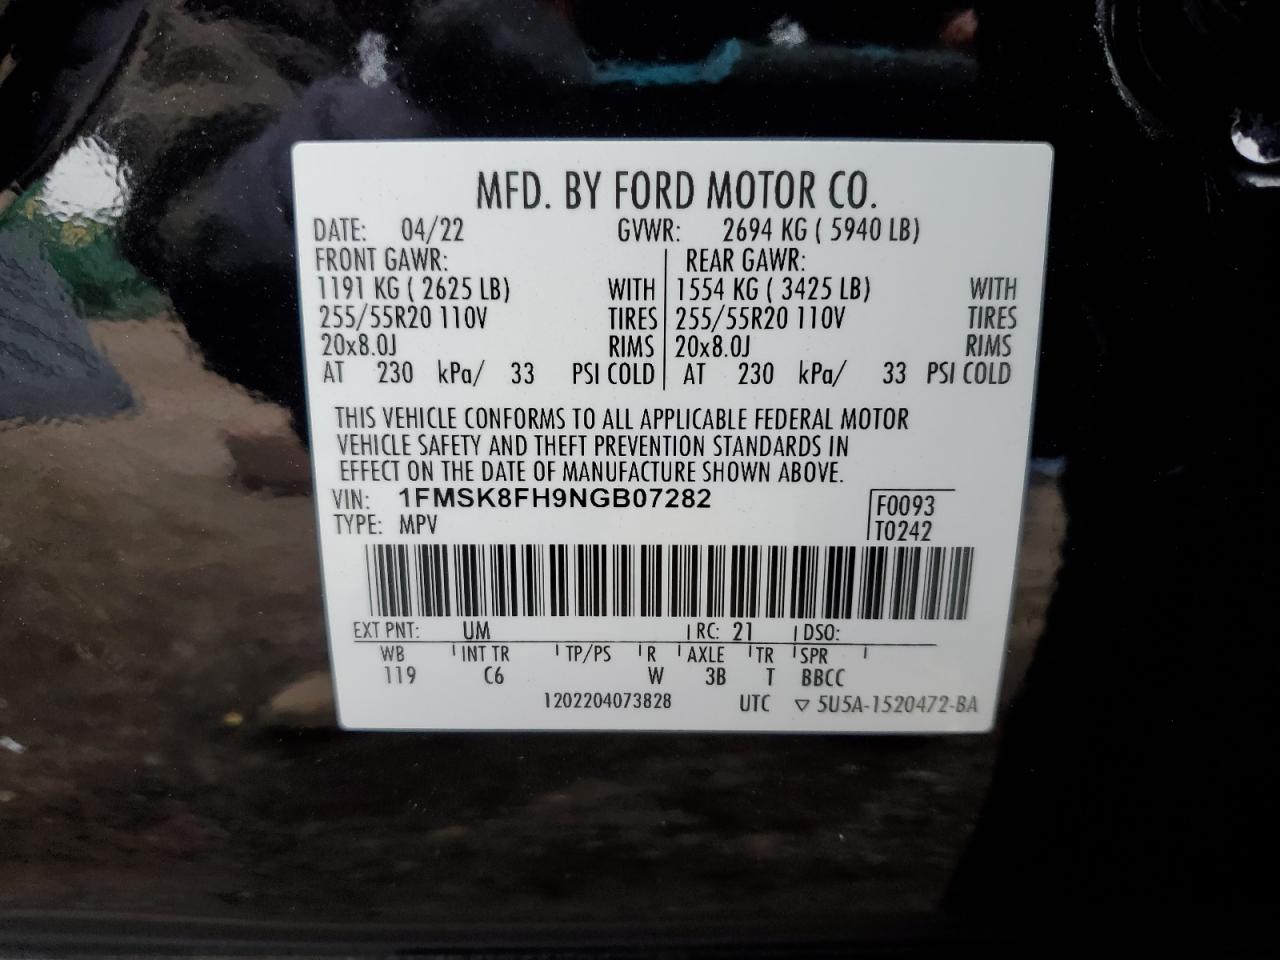 MFD. BY FORD MOTOR CO.
DATE: 04/22 GVWR: 2694 KG ( 5940 LB)
FRONT GAWR: REAR GAWR:
1191 KG ( 2625 LB) WITH 1554 KG ( 3425 LB) WITH
255/55R20 110V TIRES 255/55R20 110V TIRES
20x8.0J RIMS 20x8.0J RIMS
AT 230 kPa/ 33 PSI COLD AT 230 kPa/ 33 PSI COLD
THIS VEHICLE CONFORMS TO ALL APPLICABLE FEDERAL MOTOR
VEHICLE SAFETY AND THEFT PREVENTION STANDARDS IN
EFFECT ON THE DATE OF MANUFACTURE SHOWN ABOVE.
VIN: 1FMSK8FH9NGB07282 F0093
TYPE: MPV T0242
EXT PNT: UM RC: 21 DSO:
WB INT TR TP/PS R AXLE TR SPR
119 C6 W 3B T BBCC
1202204073828 UTC ▽ 5U5A-1520472-BA